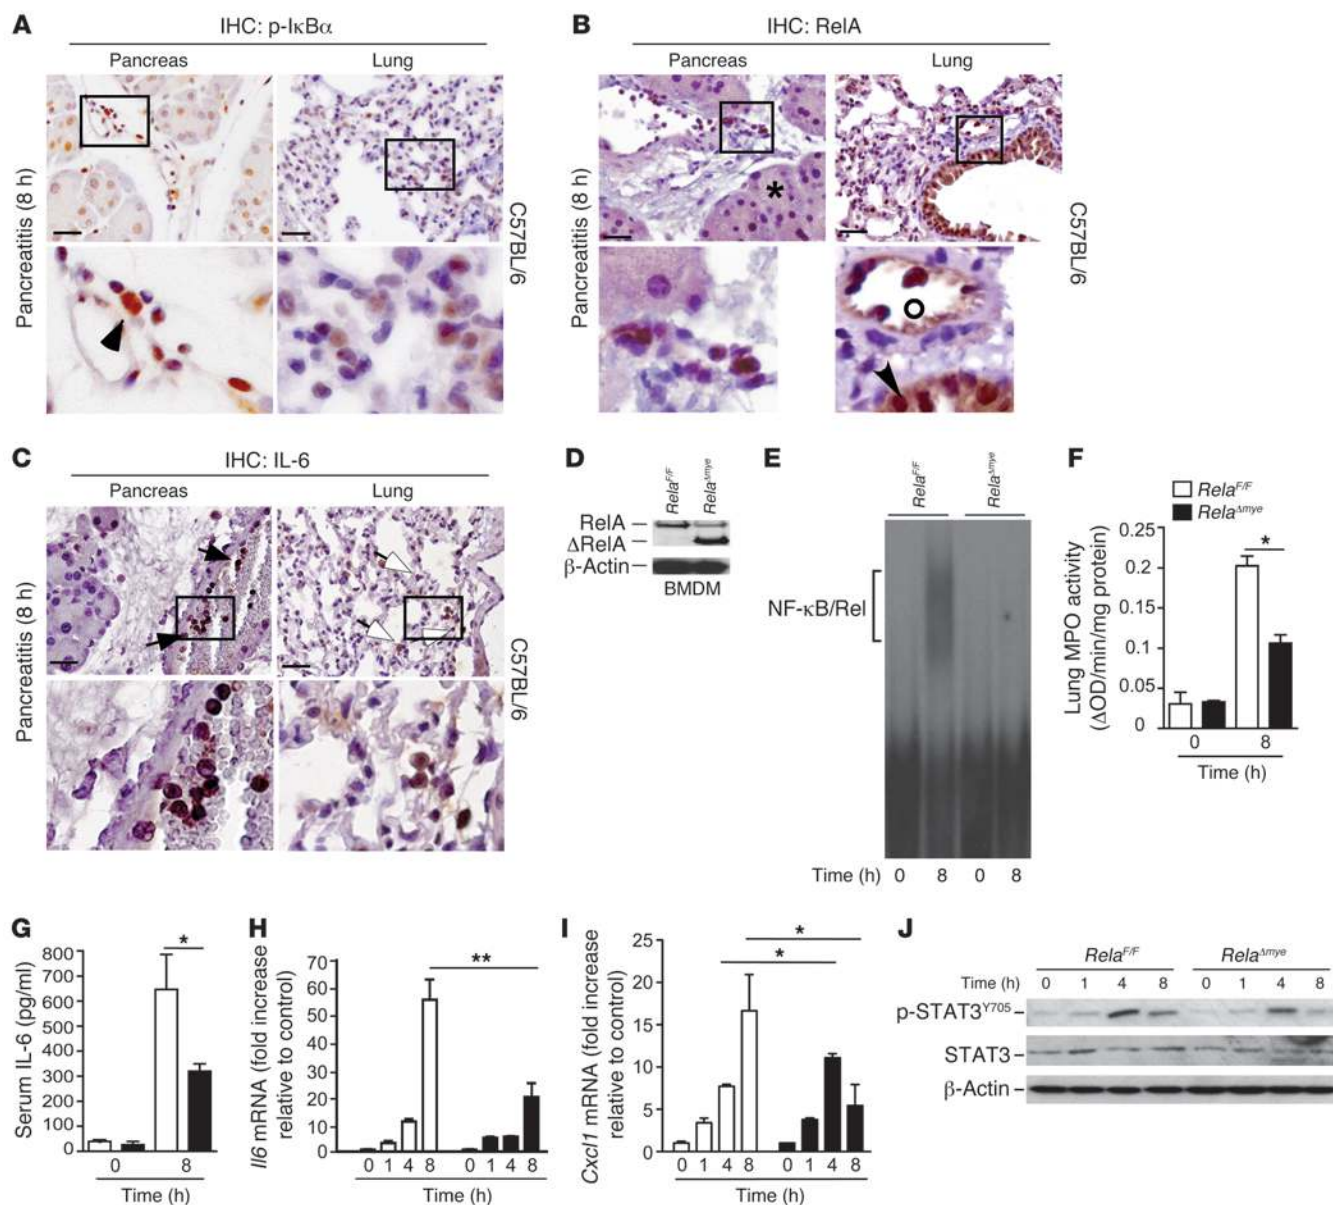 A
IHC: p-IκBα
Pancreas
Lung
Pancreatitis (8 h)
C57BL/6
B
IHC: RelA
Pancreas
Lung
*
Pancreatitis (8 h)
C57BL/6
C
IHC: IL-6
Pancreas
Lung
Pancreatitis (8 h)
C57BL/6
D
Rela^F/F
Rela^Δmye
RelA
ΔRelA
β-Actin
BMDM
E
Rela^F/F
Rela^Δmye
NF-κB/Rel
Time (h) 0 8 0 8
F
Rela^F/F
Rela^Δmye
Lung MPO activity
(ΔOD/min/mg protein)
0.25
0.20
0.15
0.1
0.05
0
*
0 8
Time (h)
G
Serum IL-6 (pg/ml)
800
700
600
500
400
300
200
100
0
*
0 8
Time (h)
H
Il6 mRNA (fold increase
relative to control)
70
60
50
40
30
20
10
0
**
0 1 4 8 0 1 4 8
Time (h)
I
Cxcl1 mRNA (fold increase
relative to control)
25
20
15
10
5
0
*
*
0 1 4 8 0 1 4 8
Time (h)
J
Rela^F/F
Rela^Δmye
Time (h) 0 1 4 8 0 1 4 8
p-STAT3^Y705
STAT3
β-Actin